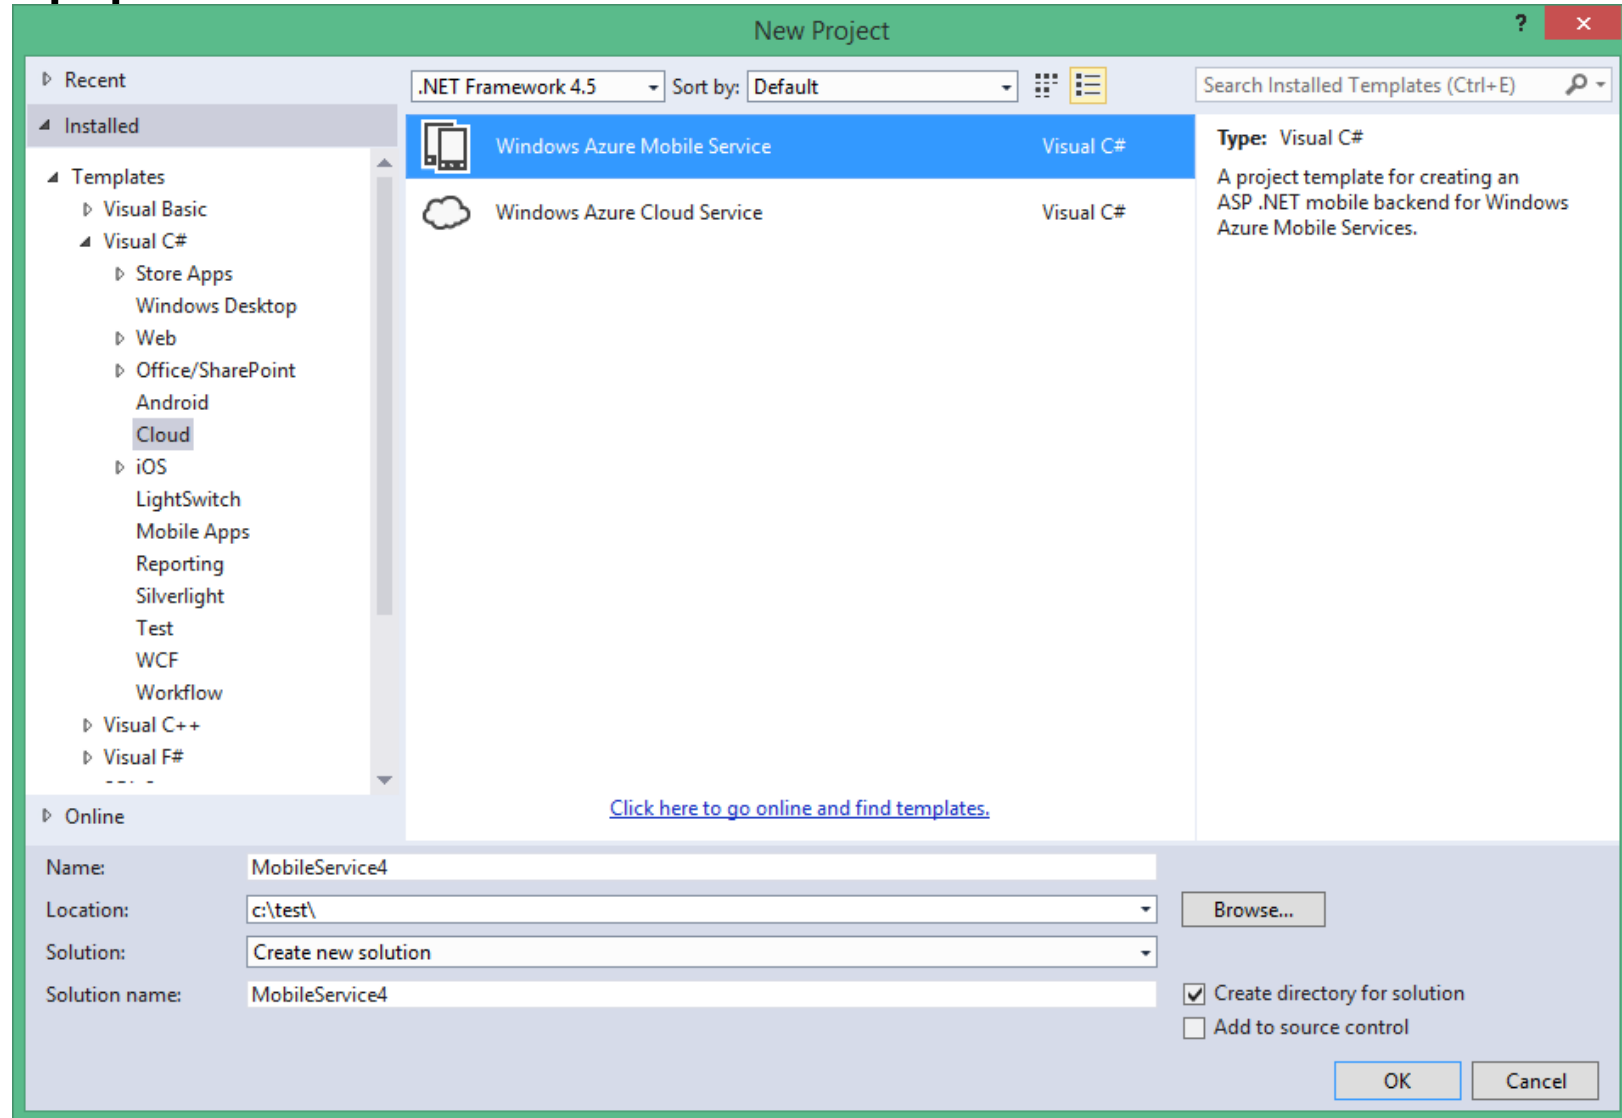 New Project
?
Recent
.NET Framework 4.5
Sort by:
Default
Search Installed Templates (Ctrl+E)
Installed
Templates
Visual Basic
Visual C#
Store Apps
Windows Desktop
Web
Office/SharePoint
Android
Cloud
iOS
LightSwitch
Mobile Apps
Reporting
Silverlight
Test
WCF
Workflow
Visual C++
Visual F#
Online
Windows Azure Mobile Service Visual C#
Windows Azure Cloud Service Visual C#
Click here to go online and find templates.
Type: Visual C#
A project template for creating an
ASP .NET mobile backend for Windows
Azure Mobile Services.
Name: MobileService4
Location: c:\test\
Browse...
Solution: Create new solution
Solution name: MobileService4
Create directory for solution
Add to source control
OK
Cancel